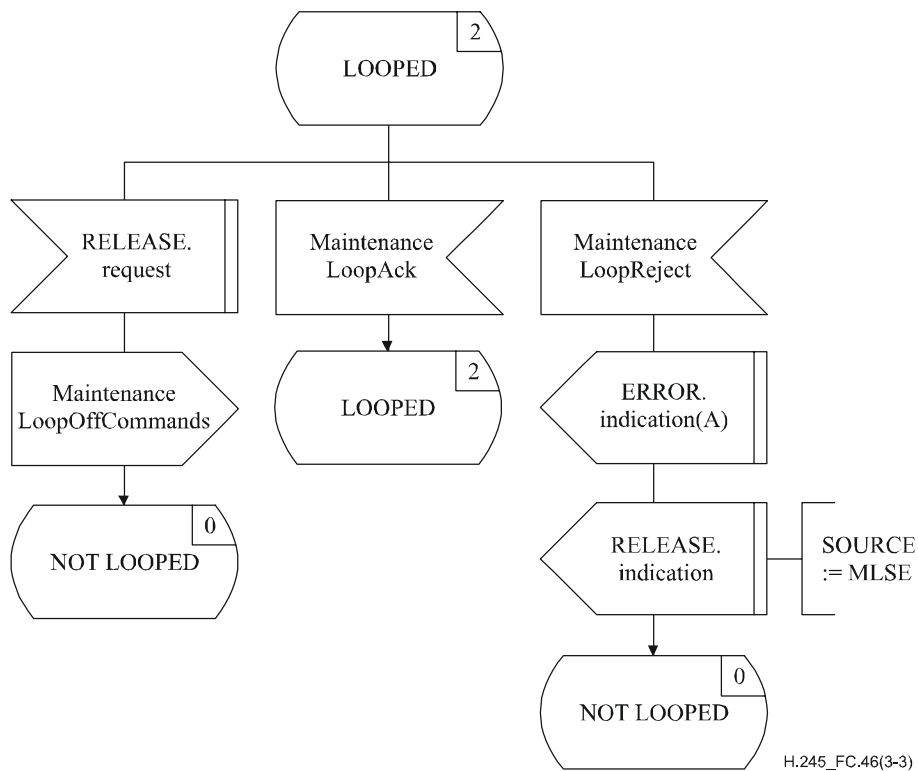 2
LOOPED
RELEASE.
request
Maintenance
LoopAck
Maintenance
LoopReject
Maintenance
LoopOffCommands
2
LOOPED
ERROR.
indication(A)
0
NOT LOOPED
RELEASE.
indication
SOURCE
:= MLSE
0
NOT LOOPED
H.245_FC.46(3-3)